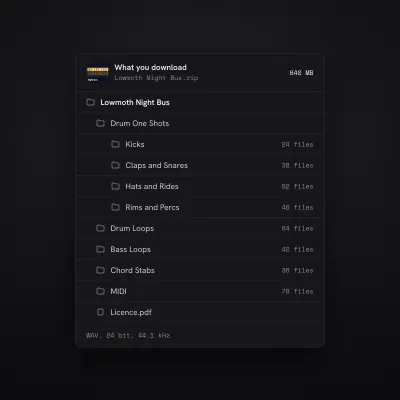 What you download
Lowmoth Night Bus.zip
640 MB
Lowmoth Night Bus
Drum One Shots
Kicks 24 files
Claps and Snares 38 files
Hats and Rides 52 files
Rims and Percs 46 files
Drum Loops 64 files
Bass Loops 42 files
Chord Stabs 36 files
MIDI 78 files
Licence.pdf
WAV, 24 bit, 44.1 kHz